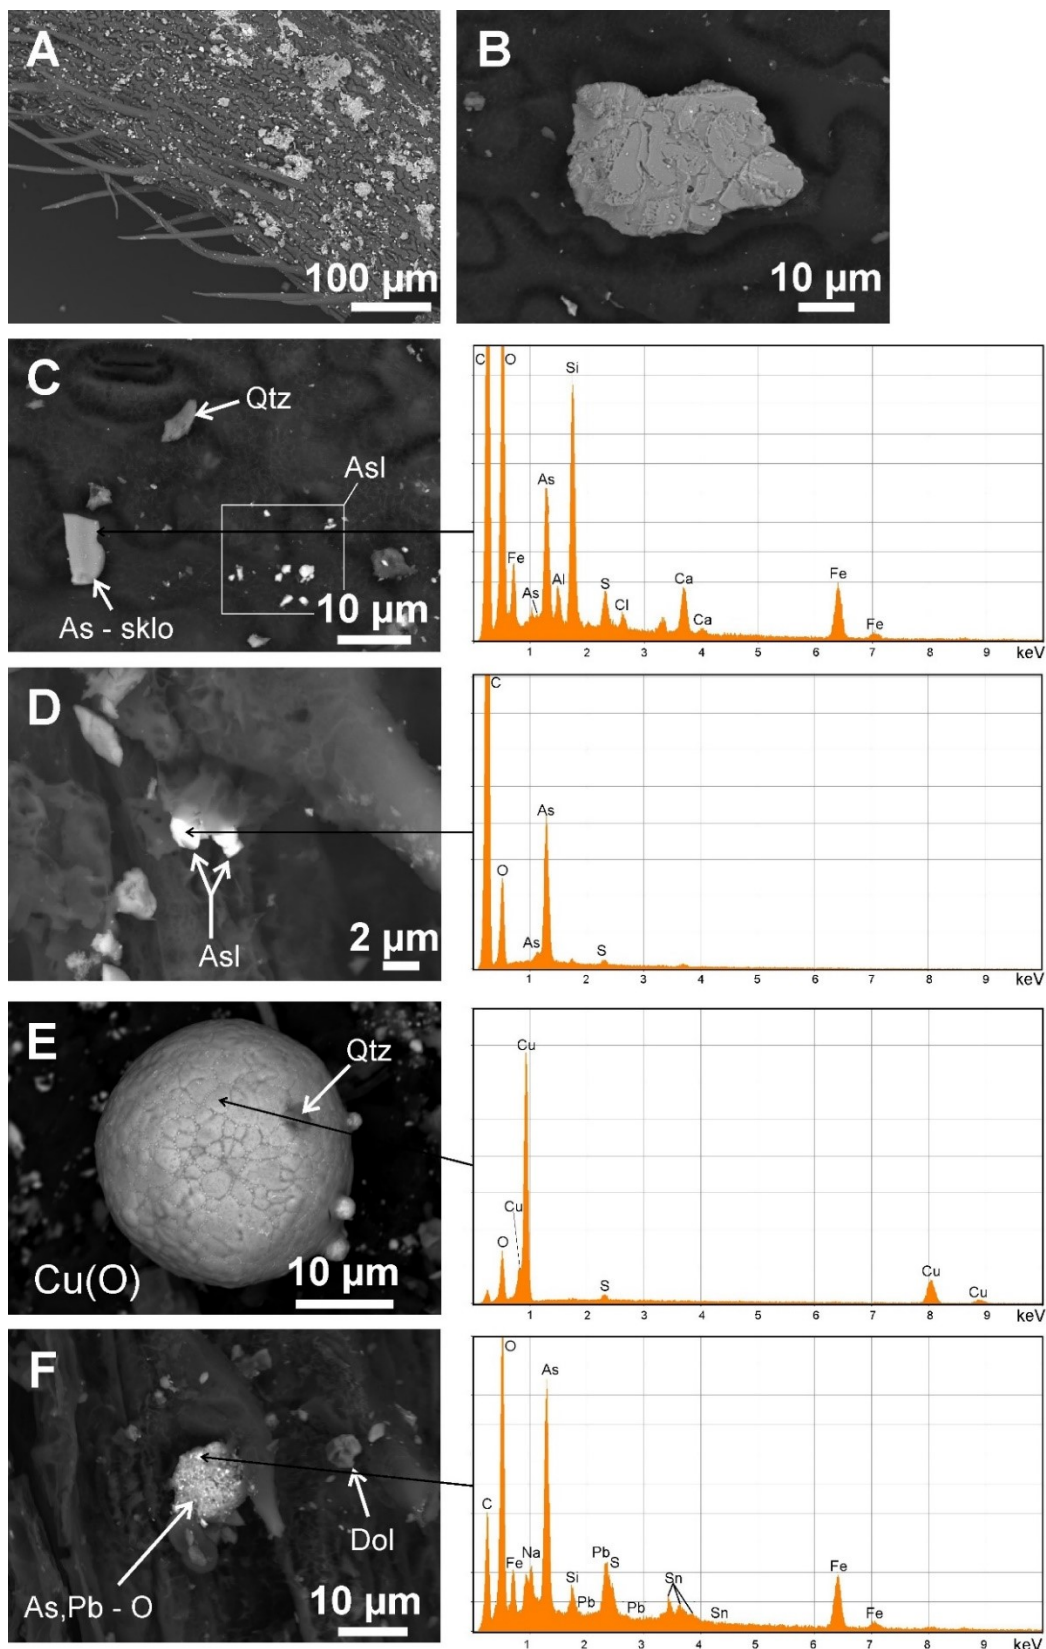 A
100 µm
B
10 µm
C
Qtz
Asl
As - sklo
10 µm
C
O
Si
As
Fe
As
Al
S
Cl
Ca
Ca
Fe
Fe
1 2 3 4 5 6 7 8 9 keV
D
Asl
2 µm
C
O
As
As
S
1 2 3 4 5 6 7 8 9 keV
E
Qtz
Cu(O)
10 µm
Cu
Cu
O
S
Cu
Cu
1 2 3 4 5 6 7 8 9 keV
F
Dol
As,Pb - O
10 µm
O
As
C
Fe
Na
Si
Pb
Pb
S
Pb
Sn
Sn
Fe
Fe
1 2 3 4 5 6 7 8 9 keV